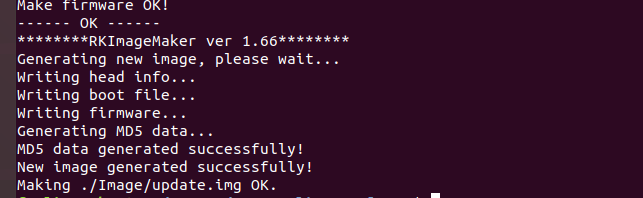 Make firmware OK!
------ OK ------
********RKImageMaker ver 1.66********
Generating new image, please wait...
Writing head info...
Writing boot file...
Writing firmware...
Generating MD5 data...
MD5 data generated successfully!
New image generated successfully!
Making ./Image/update.img OK.